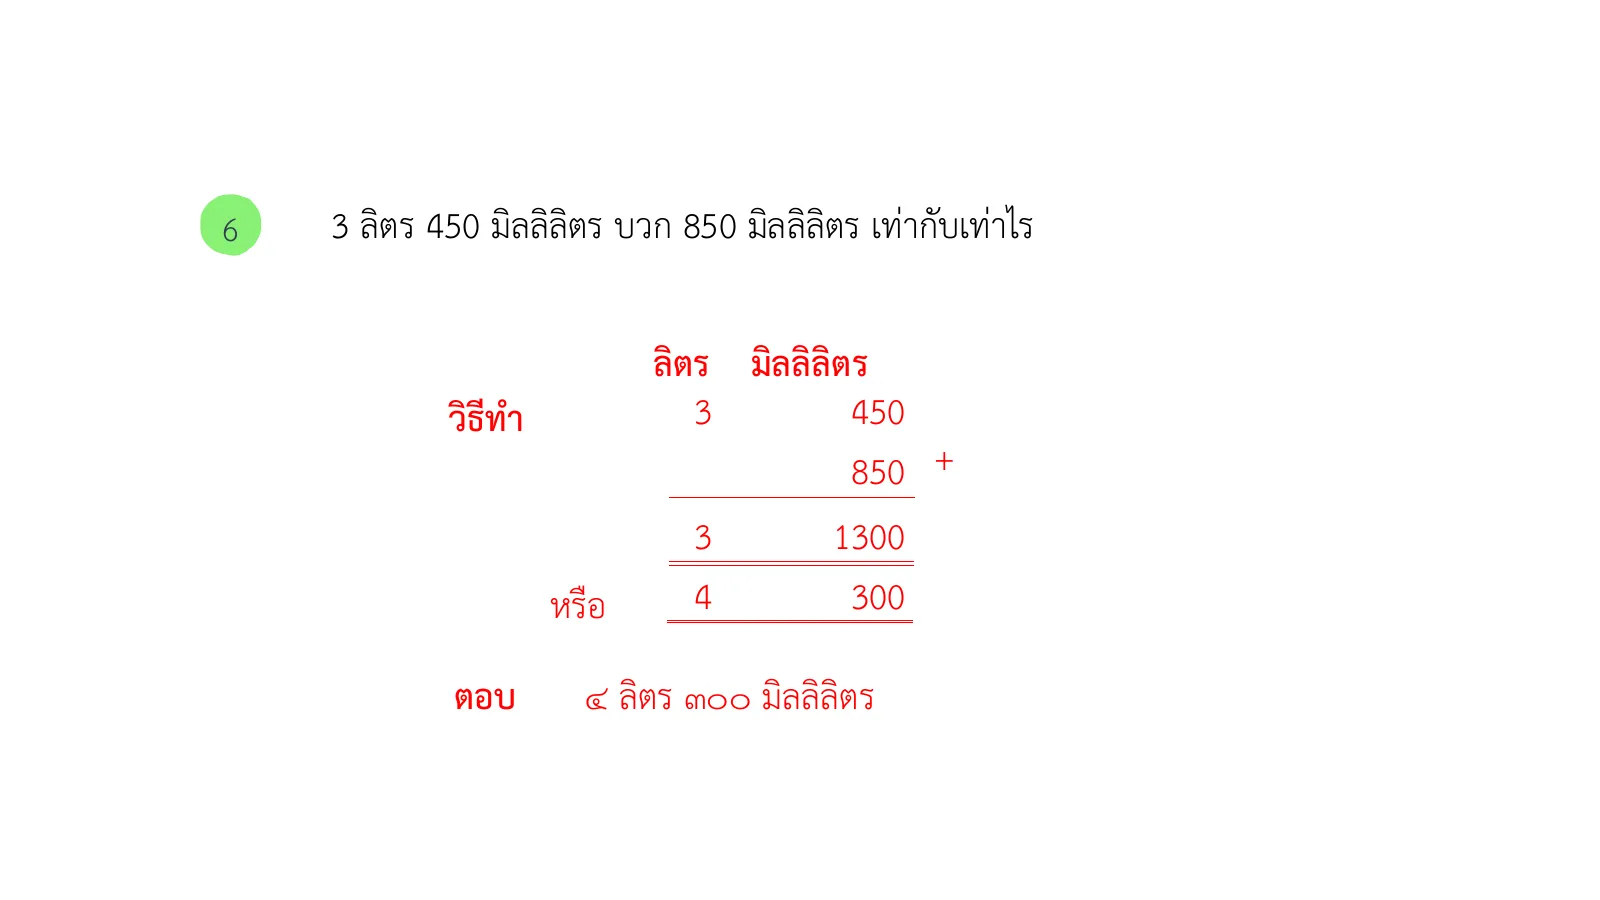 6 3 ลิตร 450 มิลลิลิตร บวก 850 มิลลิลิตร เท่ากับเท่าไร
ลิตร มิลลิลิตร
วิธีทำ 3 450
850 +
3 1300
หรือ 4 300
ตอบ ๔ ลิตร ๓๐๐ มิลลิลิตร